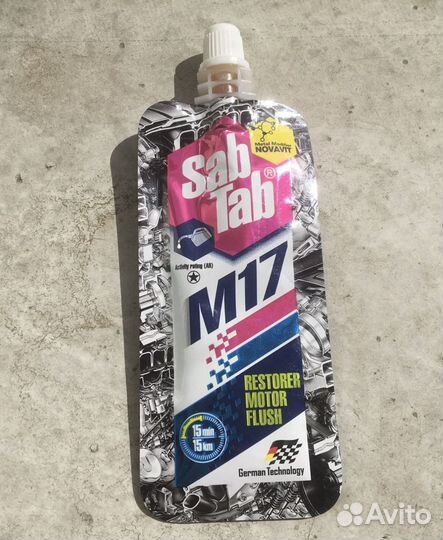 Metal Modifier
NOVAVIT
Sab
Tab®
Activity rating (AR)
M17
RESTORER
MOTOR
FLUSH
15 min
15 km
German Technology
Avito